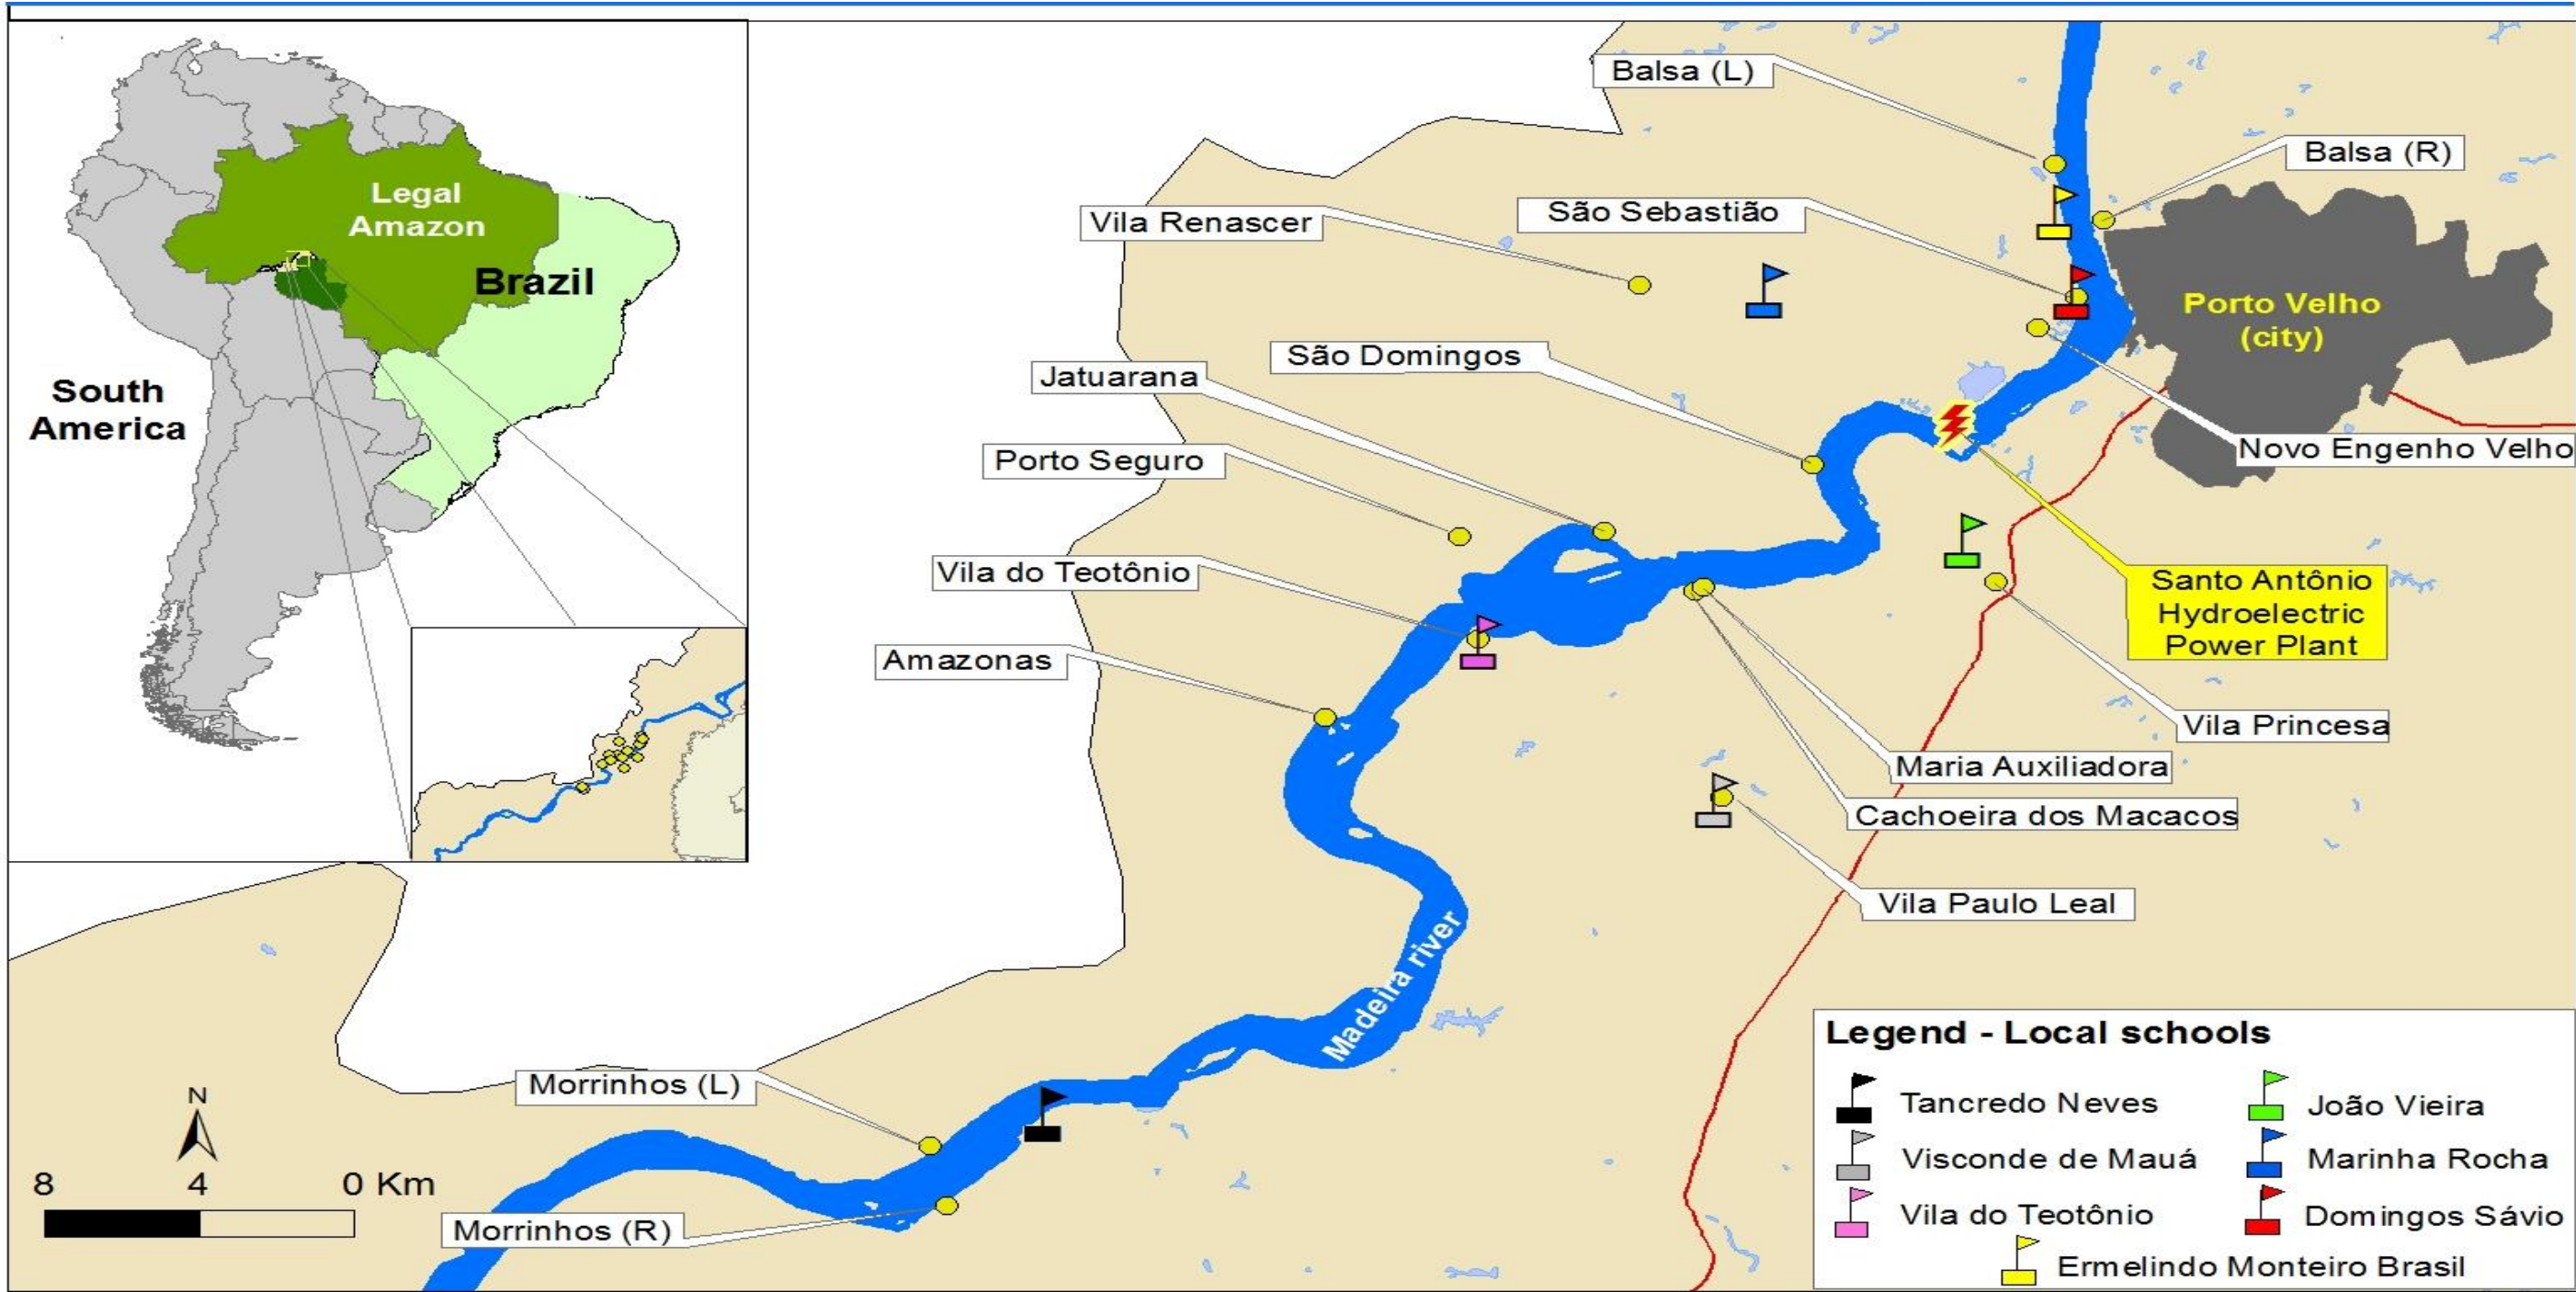 Legal
Amazon
Brazil
South
America
Balsa (L)
Balsa (R)
Vila Renascer
São Sebastião
Porto Velho
(city)
São Domingos
Jatuarana
Novo Engenho Velho
Porto Seguro
Vila do Teotônio
Santo Antônio
Hydroelectric
Power Plant
Amazonas
Vila Princesa
Maria Auxiliadora
Cachoeira dos Macacos
Vila Paulo Leal
Madeira river
Morrinhos (L)
Morrinhos (R)
N
8 4 0 Km
Legend - Local schools
Tancredo Neves
João Vieira
Visconde de Mauá
Marinha Rocha
Vila do Teotônio
Domingos Sávio
Ermelindo Monteiro Brasil